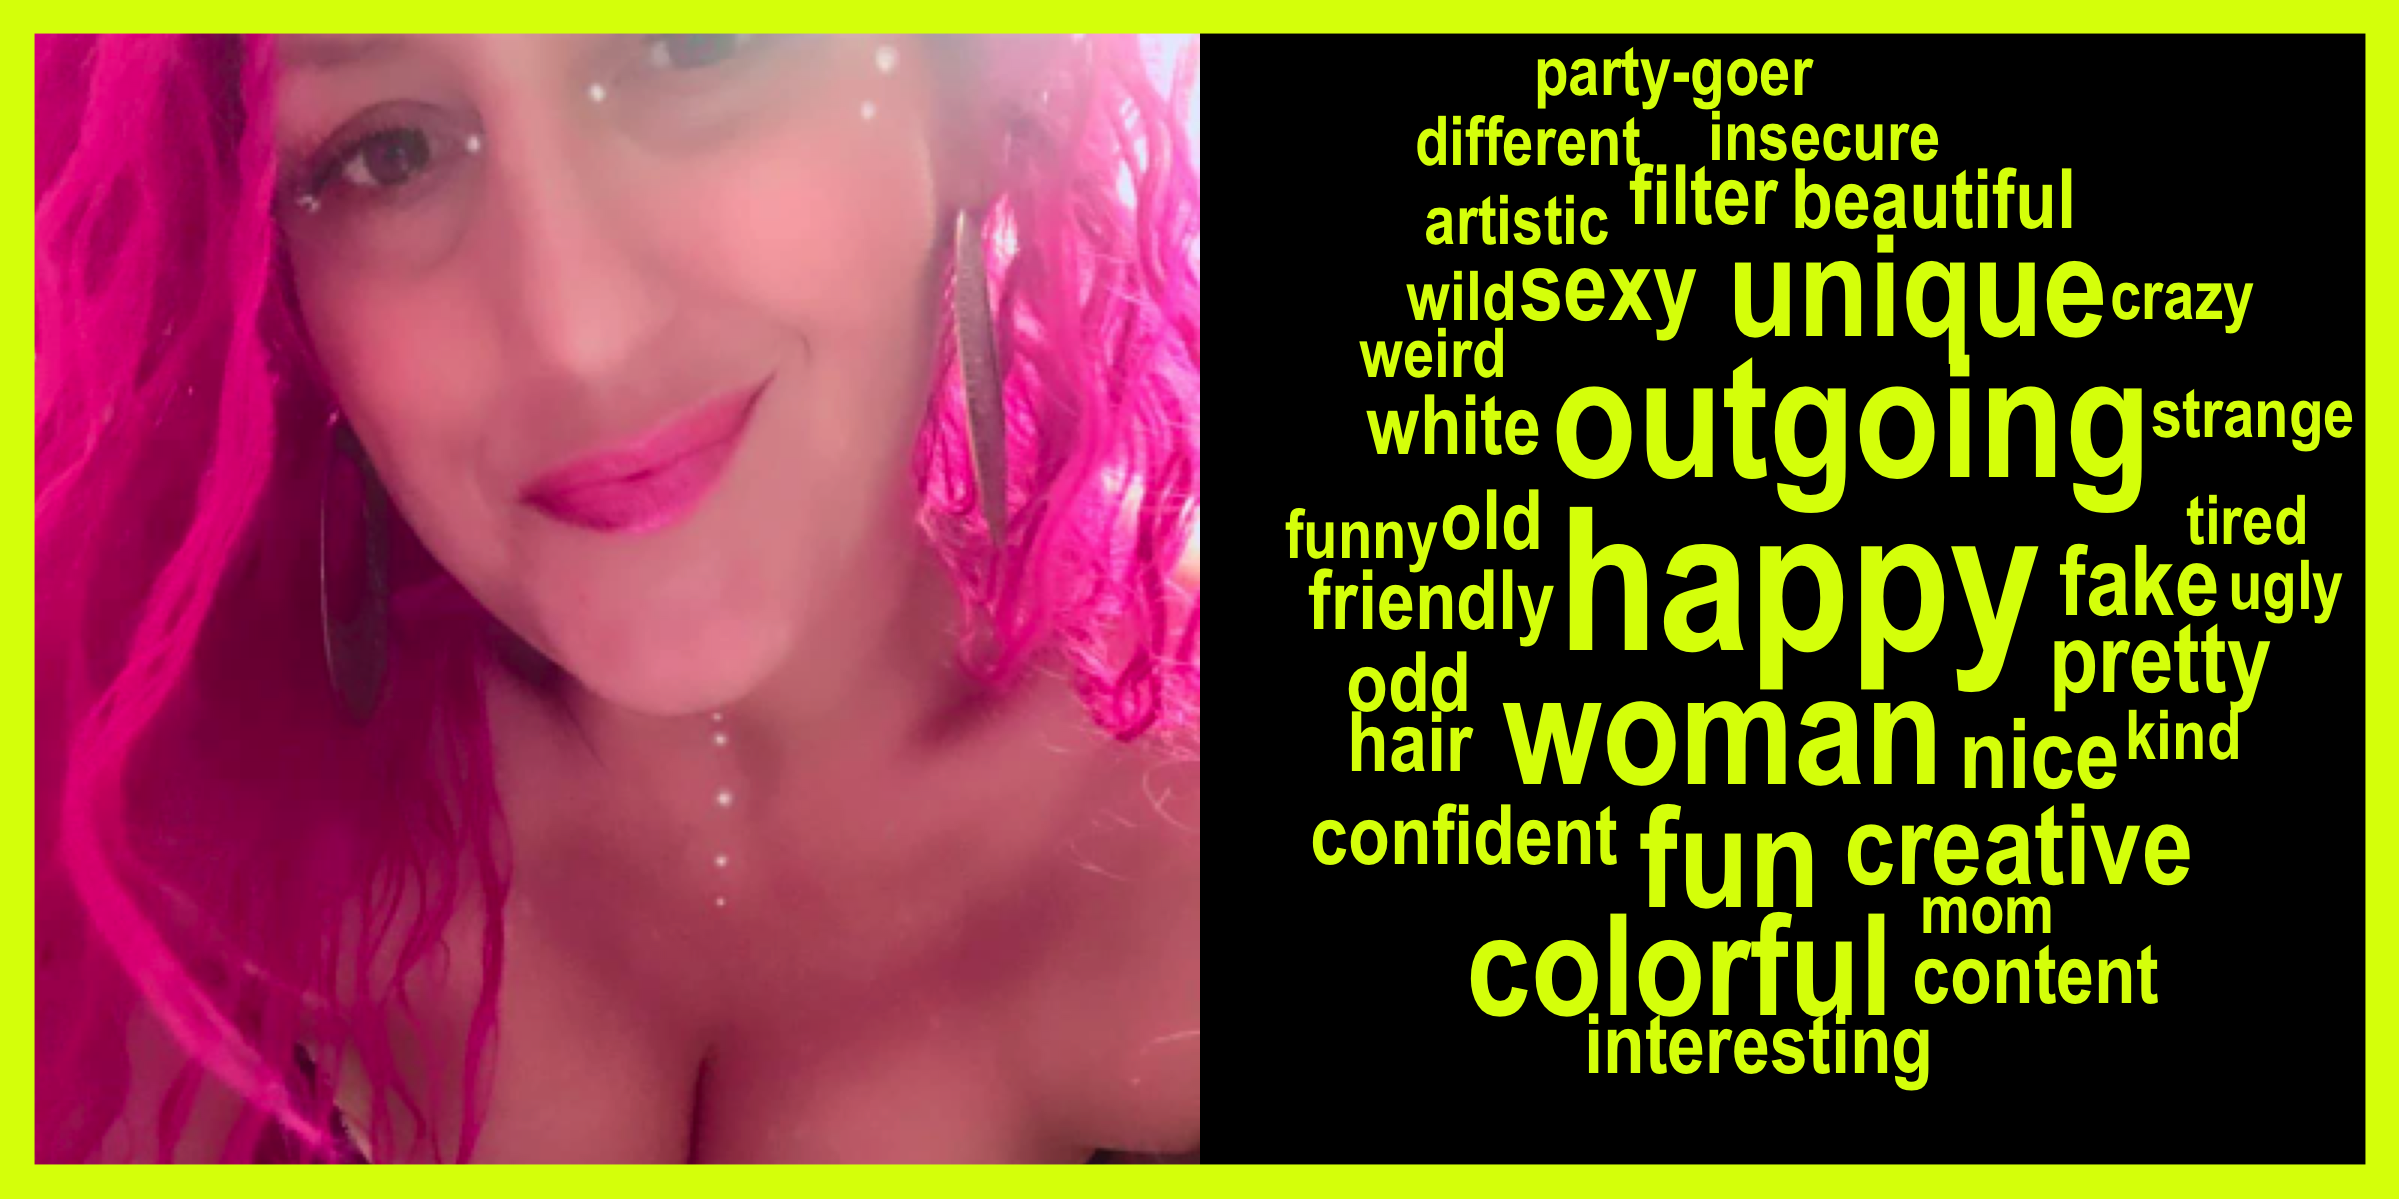 party-goer
different insecure
artistic filter beautiful
wild sexy unique crazy
weird
white outgoing strange
funny old happy tired
friendly fake ugly
odd pretty
hair woman nice kind
confident fun creative
mom
colorful content
interesting